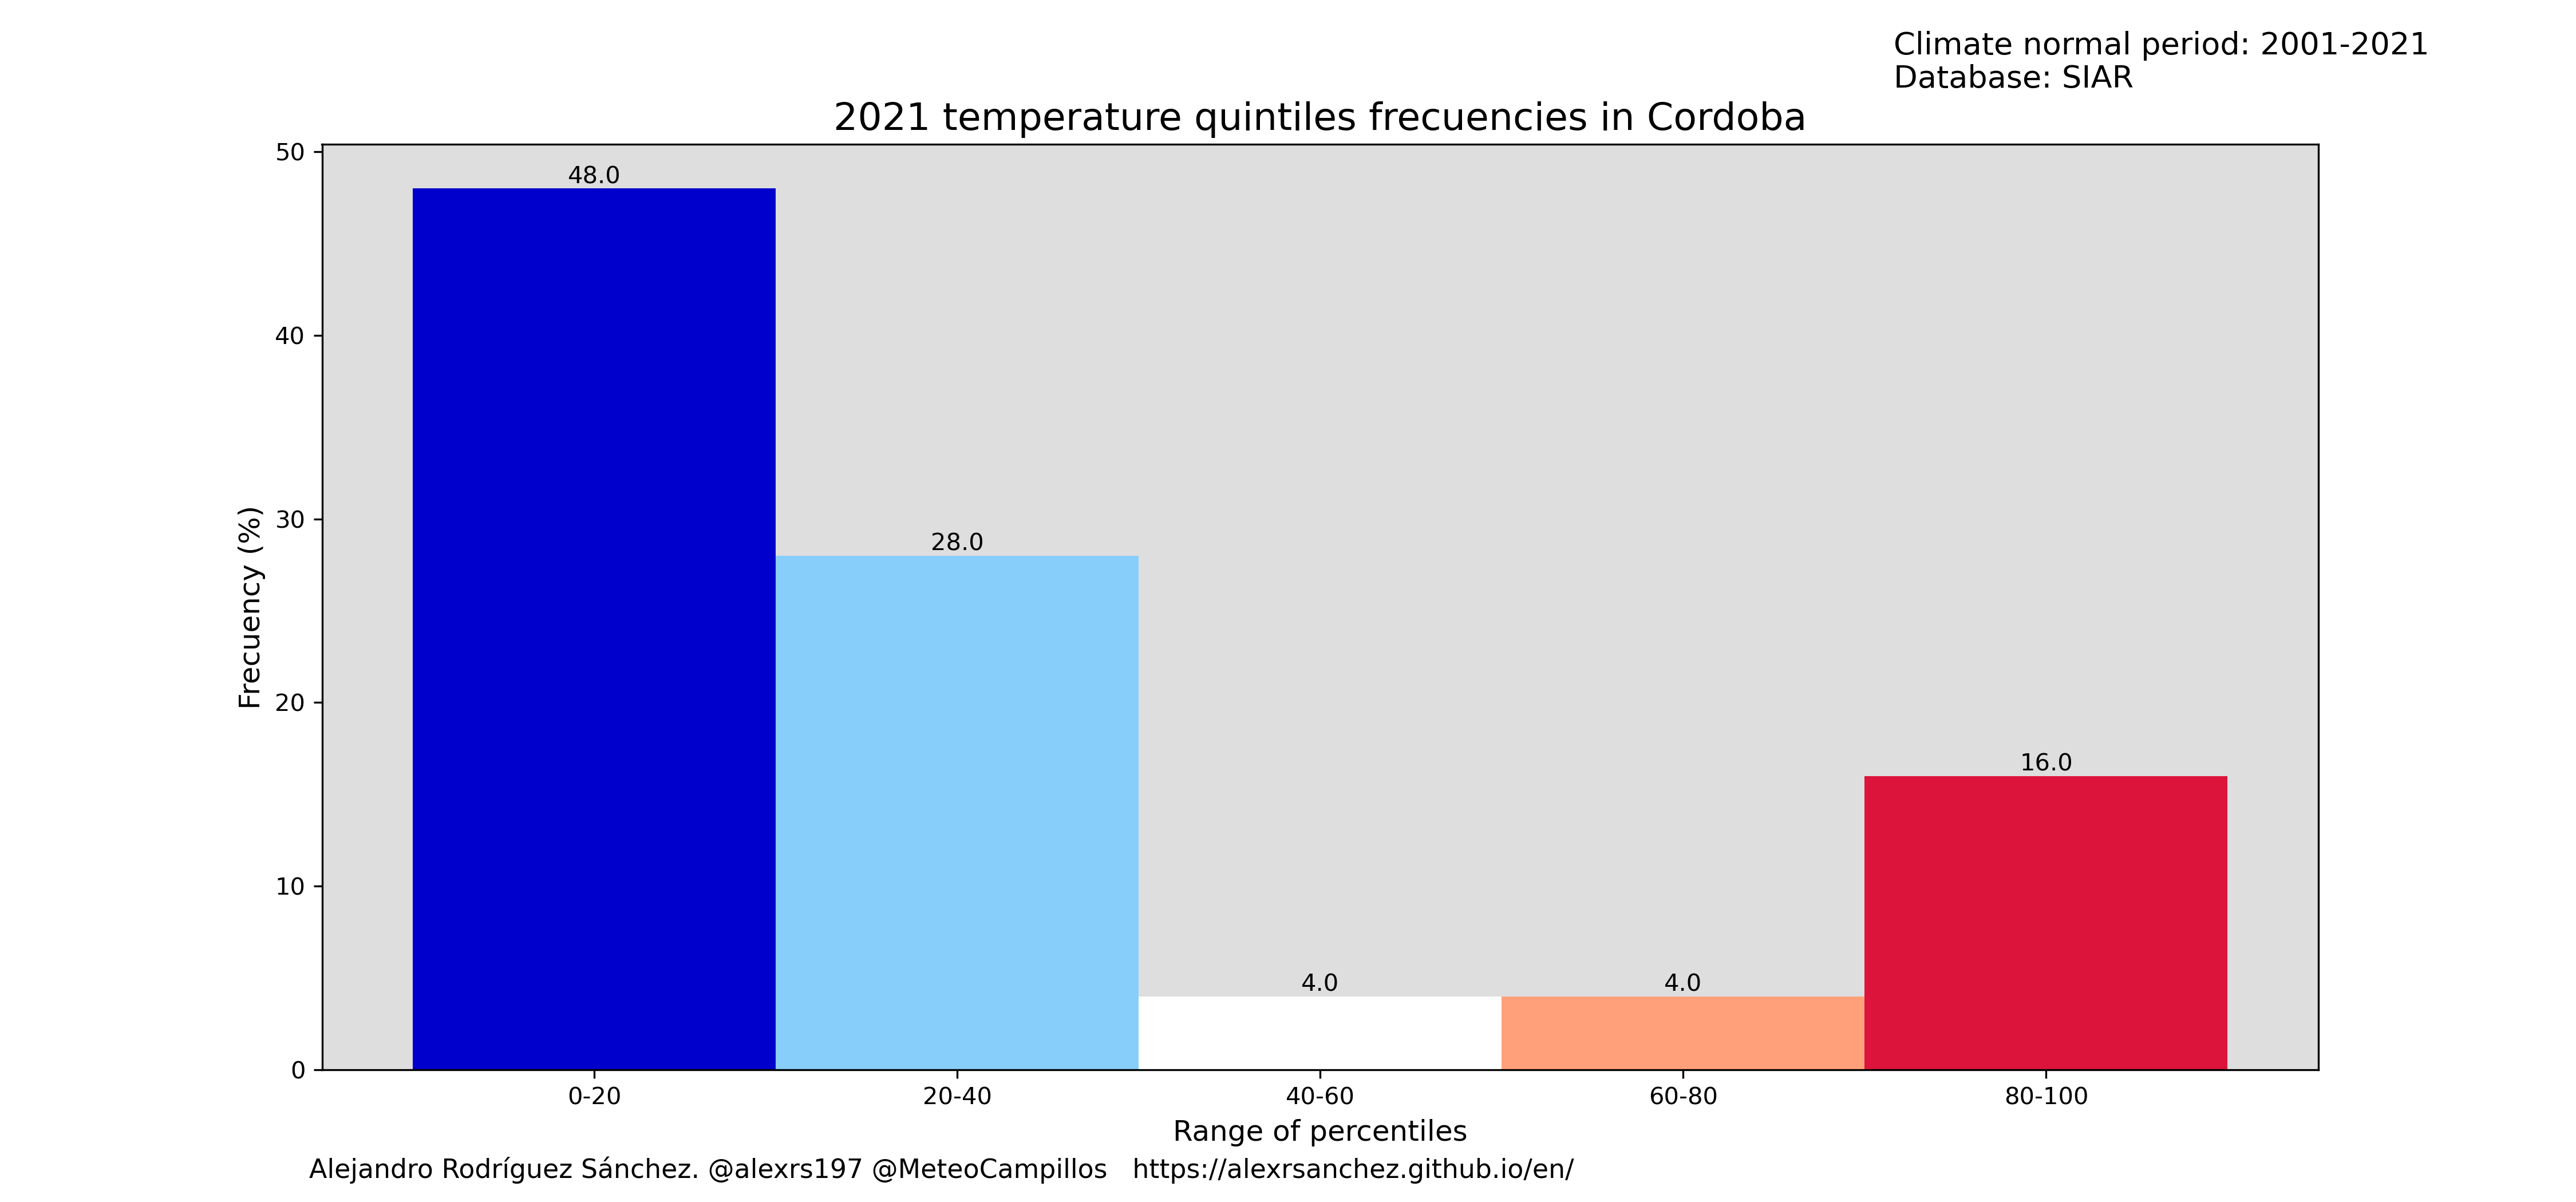 Climate normal period: 2001-2021
Database: SIAR
2021 temperature quintiles frecuencies in Cordoba
50
40
30
20
10
0
Frecuency (%)
48.0
28.0
4.0
4.0
16.0
0-20
20-40
40-60
60-80
80-100
Range of percentiles
Alejandro Rodríguez Sánchez. @alexrs197 @MeteoCampillos https://alexrsanchez.github.io/en/